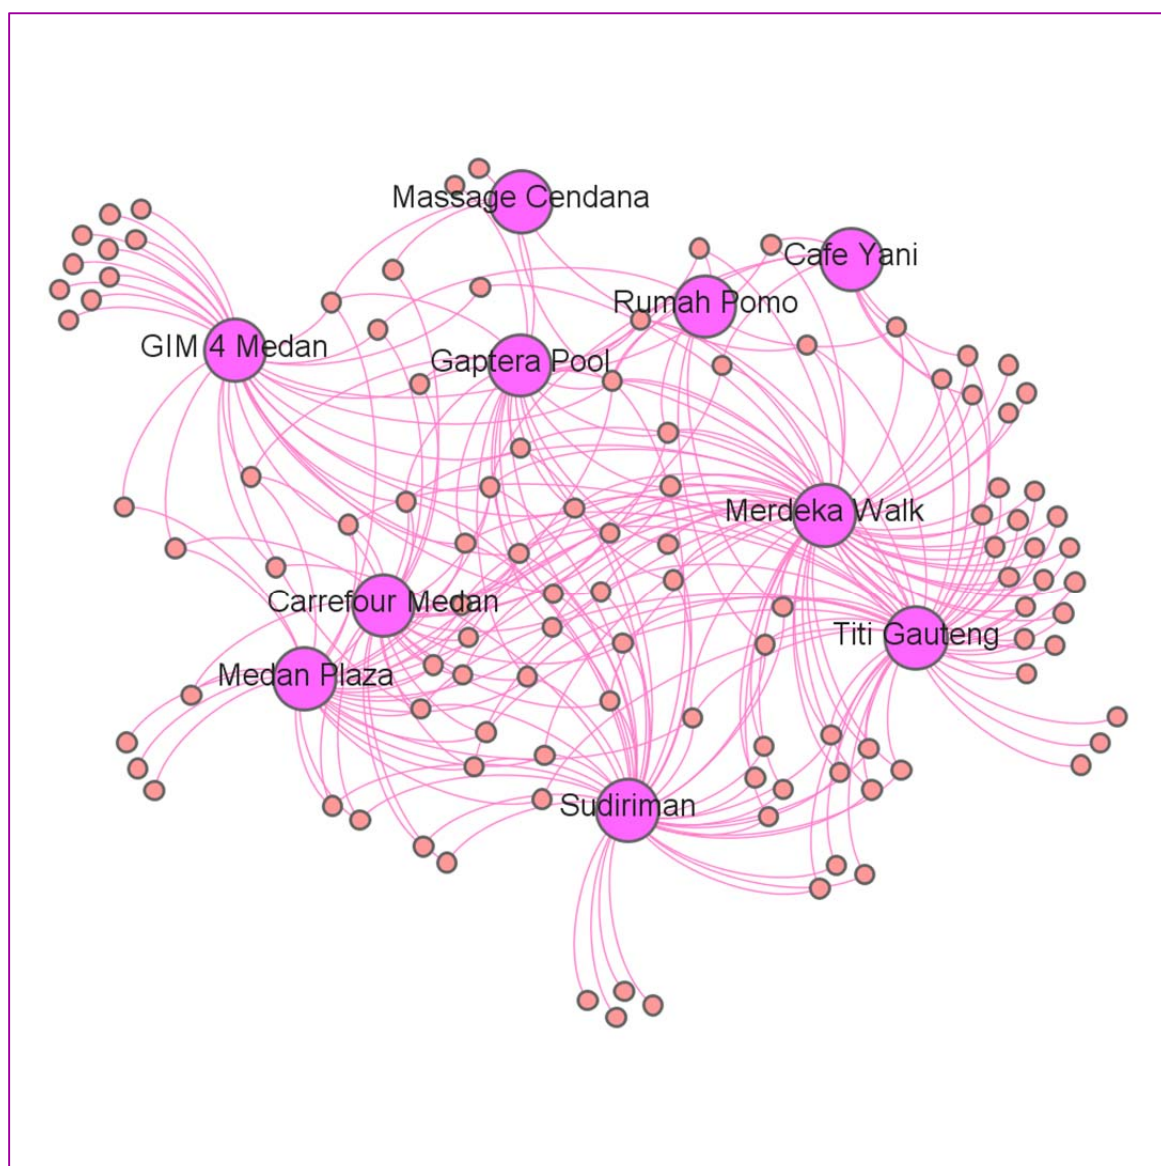 Massage Cendana
Cafe Yani
Rumah Pomo
GIM 4 Medan
Gaptera Pool
Merdeka Walk
Carrefour Medan
Titi Gauteng
Medan Plaza
Sudiriman